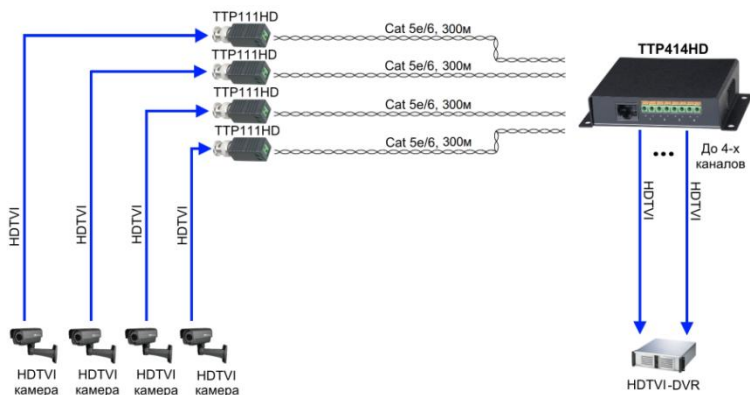 TTP111HD
Cat 5e/6, 300м
TTP111HD
Cat 5e/6, 300м
TTP111HD
Cat 5e/6, 300м
TTP111HD
Cat 5e/6, 300м
TTP414HD
До 4-х
каналов
HDTVI
HDTVI
HDTVI
HDTVI
HDTVI
HDTVI
HDTVI
камера
HDTVI
камера
HDTVI
камера
HDTVI
камера
HDTVI-DVR